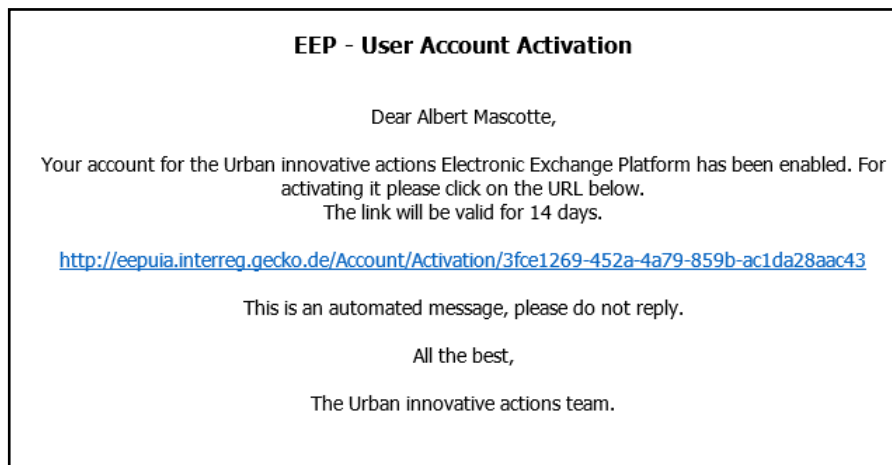 EEP - User Account Activation
Dear Albert Mascotte,
Your account for the Urban innovative actions Electronic Exchange Platform has been enabled. For
activating it please click on the URL below.
The link will be valid for 14 days.
http://eepuia.interreg.gecko.de/Account/Activation/3fce1269-452a-4a79-859b-ac1da28aac43
This is an automated message, please do not reply.
All the best,
The Urban innovative actions team.